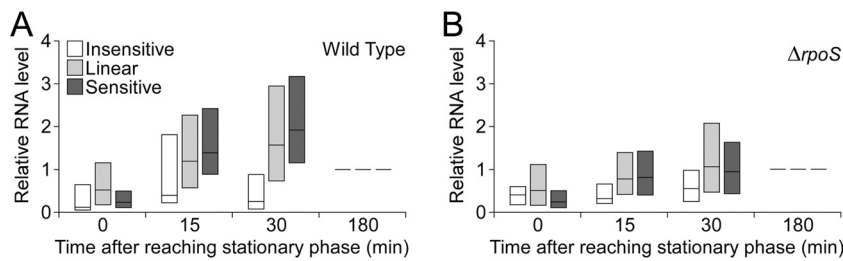 A
Relative RNA level
4
3
2
1
0
Insensitive
Linear
Sensitive
Wild Type
0 15 30 180
Time after reaching stationary phase (min)
B
Relative RNA level
4
3
2
1
0
ΔrpoS
0 15 30 180
Time after reaching stationary phase (min)